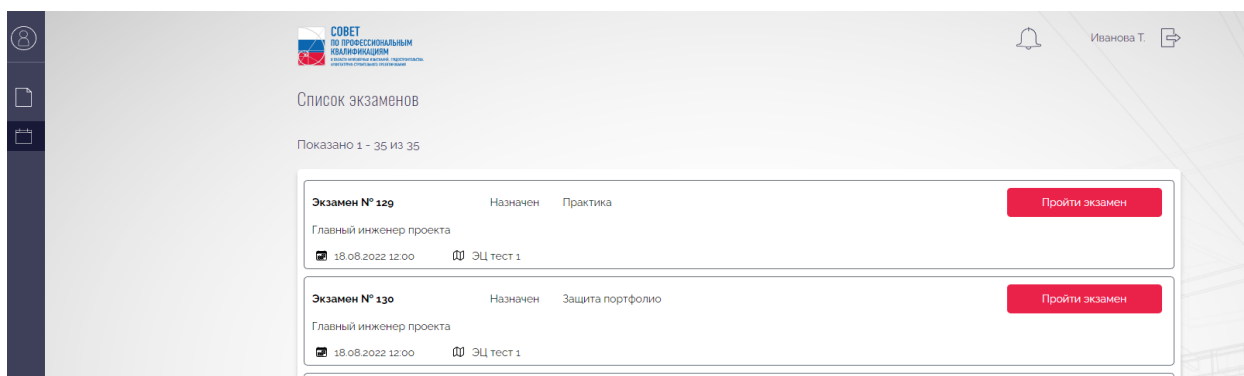 СОВЕТ
ПО ПРОФЕССИОНАЛЬНЫМ
КВАЛИФИКАЦИЯМ
Иванова Т.
Список экзаменов
Показано 1 - 35 из 35
Экзамен № 129 Назначен Практика Пройти экзамен
Главный инженер проекта
18.08.2022 12:00 ЭЦ тест 1
Экзамен № 130 Назначен Защита портфолио Пройти экзамен
Главный инженер проекта
18.08.2022 12:00 ЭЦ тест 1